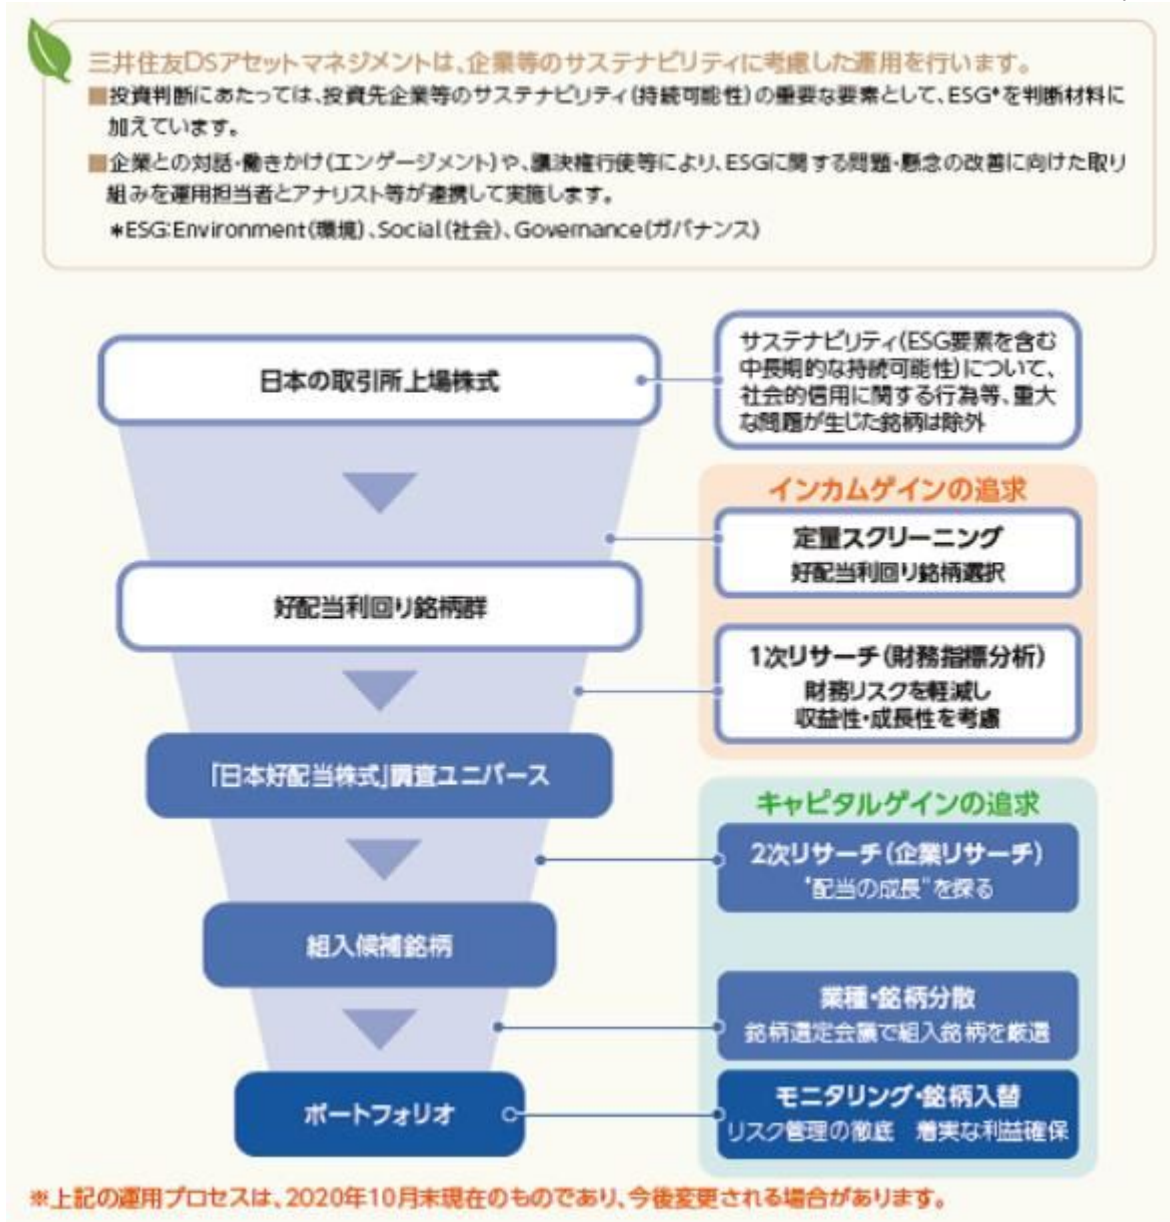 三井住友DSアセットマネジメントは、企業等のサステナビリティに考慮した運用を行います。
■投資判断にあたっては、投資先企業等のサステナビリティ(持続可能性)の重要な要素として、ESG*を判断材料に
加えています。
■企業との対話・働きかけ(エンゲージメント)や、議決権行使等により、ESGに関する問題・懸念の改善に向けた取り
組みを運用担当者とアナリスト等が連携して実施します。
*ESG:Environment(環境)、Social(社会)、Governance(ガバナンス)
日本の取引所上場株式
サステナビリティ(ESG要素を含む
中長期的な持続可能性)について、
社会的信用に関する行為等、重大
な問題が生じた銘柄は除外
インカムゲインの追求
定量スクリーニング
好配当利回り銘柄選択
好配当利回り銘柄群
1次リサーチ(財務指標分析)
財務リスクを軽減し
収益性・成長性を考慮
「日本好配当株式」調査ユニバース
キャピタルゲインの追求
2次リサーチ(企業リサーチ)
"配当の成長"を探る
組入候補銘柄
業種・銘柄分散
銘柄選定会議で組入銘柄を厳選
ポートフォリオ
モニタリング・銘柄入替
リスク管理の徹底 着実な利益確保
※上記の運用プロセスは、2020年10月末現在のものであり、今後変更される場合があります。